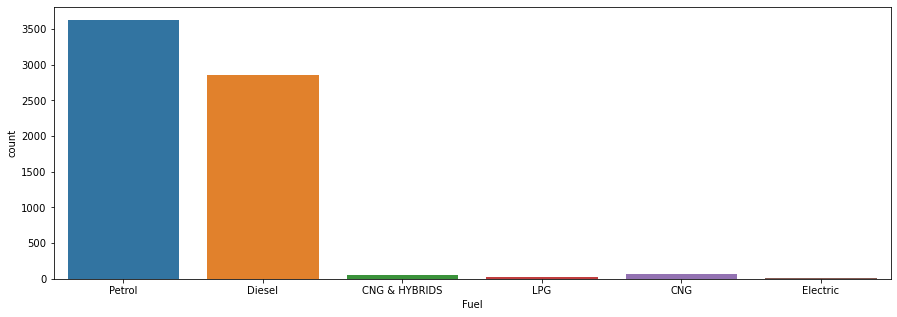 3500
3000
2500
2000
1500
1000
500
0
count
Petrol Diesel CNG & HYBRIDS LPG CNG Electric
Fuel